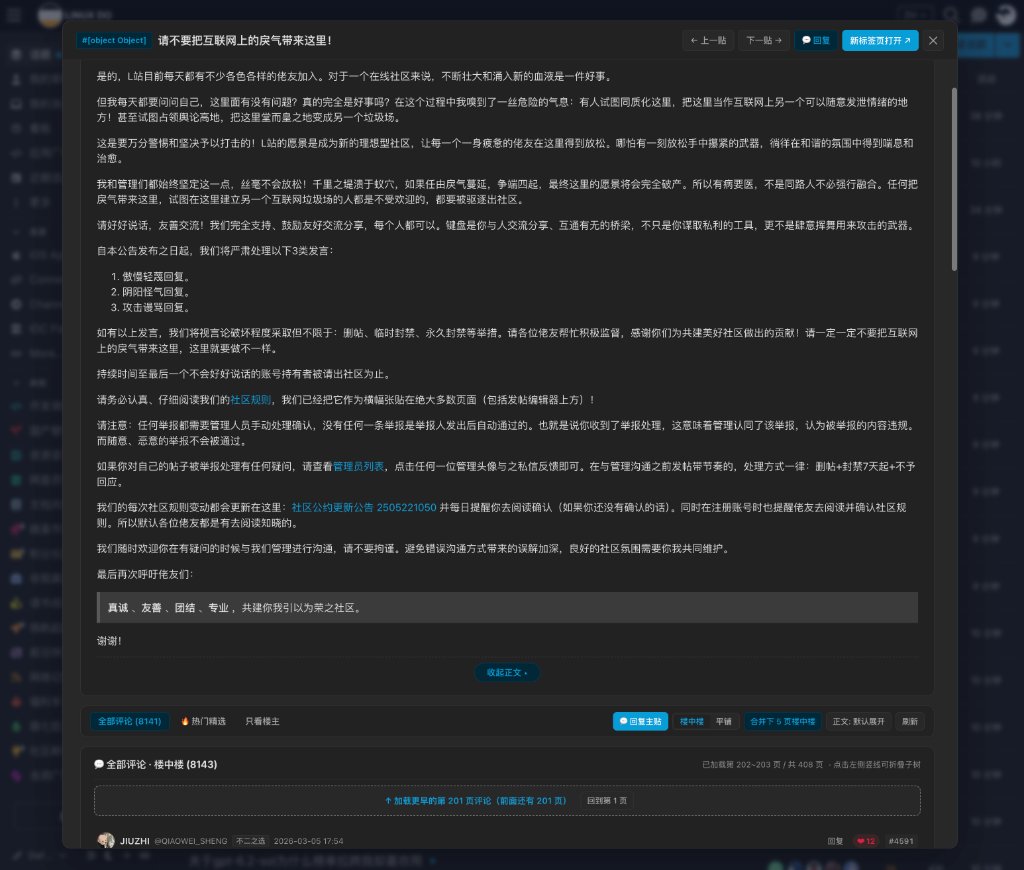 LINUX DO
#[object Object] 请不要把互联网上的戾气带来这里！
← 上一贴
下一贴 →
💬 回复
新标签页打开 ↗
是的，L站目前每天都有不少各色各样的佬友加入。对于一个在线社区来说，不断壮大和涌入新的血液是一件好事。
但我每天都要问问自己，这里面有没有问题？真的完全是好事吗？在这个过程中我嗅到了一丝危险的气息：有人试图同质化这里，把这里当作互联网上另一个可以随意发泄情绪的地
方！甚至试图占领舆论高地，把这里堂而皇之地变成另一个垃圾场。
这是要万分警惕和坚决予以打击的！L站的愿景是成为新的理想型社区，让每一个一身疲惫的佬友在这里得到放松。哪怕有一刻放松手中攥紧的武器，徜徉在和谐的氛围中得到喘息和
治愈。
我和管理们都始终坚定这一点，丝毫不会放松！千里之堤溃于蚁穴，如果任由戾气蔓延，争端四起，最终这里的愿景将会完全破产。所以有病要医，不是同路人不必强行融合。任何把
戾气带来这里，试图在这里建立另一个互联网垃圾场的人都是不受欢迎的，都要被驱逐出社区。
请好好说话，友善交流！我们完全支持、鼓励友好交流分享，每个人都可以。键盘是你与人交流分享、互通有无的桥梁，不只是你谋取私利的工具，更不是肆意挥舞用来攻击的武器。
自本公告发布之日起，我们将严肃处理以下3类发言：
1. 傲慢轻蔑回复。
2. 阴阳怪气回复。
3. 攻击谩骂回复。
如有以上发言，我们将视言论破坏程度采取但不限于：删帖、临时封禁、永久封禁等举措。请各位佬友帮忙积极监督，感谢你们为共建美好社区做出的贡献！请一定一定不要把互联网
上的戾气带来这里，这里就要做不一样。
持续时间至最后一个不会好好说话的账号持有者被请出社区为止。
请务必认真、仔细阅读我们的社区规则，我们已经把它作为横幅张贴在绝大多数页面（包括发帖编辑器上方）！
请注意：任何举报都需要管理人员手动处理确认，没有任何一条举报是举报人发出后自动通过的。也就是说你收到了举报处理，这意味着管理认同了该举报，认为被举报的内容违规。
而随意、恶意的举报不会被通过。
如果你对自己的帖子被举报处理有任何疑问，请查看管理员列表，点击任何一位管理头像与之私信反馈即可。在与管理沟通之前发帖带节奏的，处理方式一律：删帖+封禁7天起+不予
回应。
我们的每次社区规则变动都会更新在这里：社区公约更新公告 2505221050 并每日提醒你去阅读确认（如果你还没有确认的话）。同时在注册账号时也提醒佬友去阅读并确认社区规
则。所以默认各位佬友都是有去阅读知晓的。
我们随时欢迎你在有疑问的时候与我们管理进行沟通，请不要拘谨。避免错误沟通方式带来的误解加深，良好的社区氛围需要你我共同维护。
最后再次呼吁佬友们：
真诚 、友善 、团结 、专业 ，共建你我引以为荣之社区。
谢谢！
收起正文
全部评论 (8141)
🔥热门精选
只看楼主
💬 回复主贴
楼中楼
平铺
合并下 5 页楼中楼
正文: 默认展开
刷新
💬 全部评论 · 楼中楼 (8143)
已加载第 202~203 页 / 共 408 页 · 点击左侧竖线可折叠子树
↑ 加载更早的第 201 页评论（前面还有 201 页）
回到第 1 页
JIUZHI @QIAOWEI_SHENG 不二之选 2026-03-05 17:54
回复
❤ 12
#4591